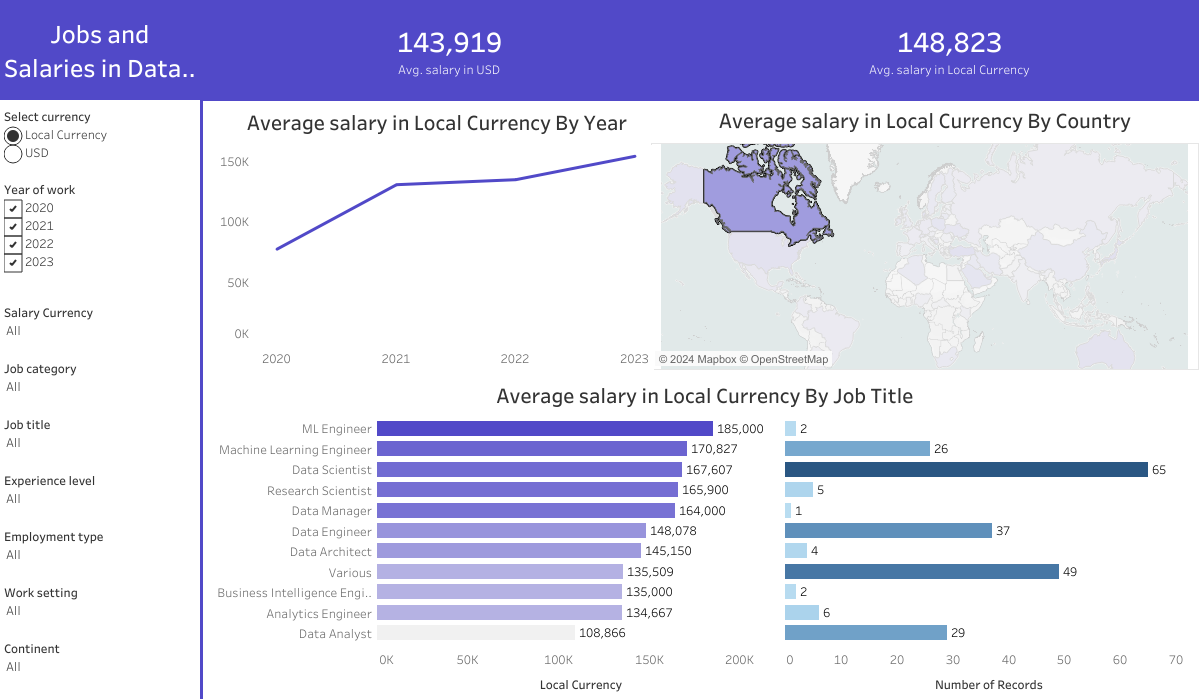 Jobs and
Salaries in Data..
143,919
Avg. salary in USD
148,823
Avg. salary in Local Currency
Select currency
Local Currency
USD
Year of work
2020
2021
2022
2023
Salary Currency
All
Job category
All
Job title
All
Experience level
All
Employment type
All
Work setting
All
Continent
All
Average salary in Local Currency By Year
150K
100K
50K
0K
2020 2021 2022 2023
Average salary in Local Currency By Country
© 2024 Mapbox © OpenStreetMap
Average salary in Local Currency By Job Title
ML Engineer 185,000 2
Machine Learning Engineer 170,827 26
Data Scientist 167,607 65
Research Scientist 165,900 5
Data Manager 164,000 1
Data Engineer 148,078 37
Data Architect 145,150 4
Various 135,509 49
Business Intelligence Engi.. 135,000 2
Analytics Engineer 134,667 6
Data Analyst 108,866 29
0K 50K 100K 150K 200K 0 10 20 30 40 50 60 70
Local Currency Number of Records